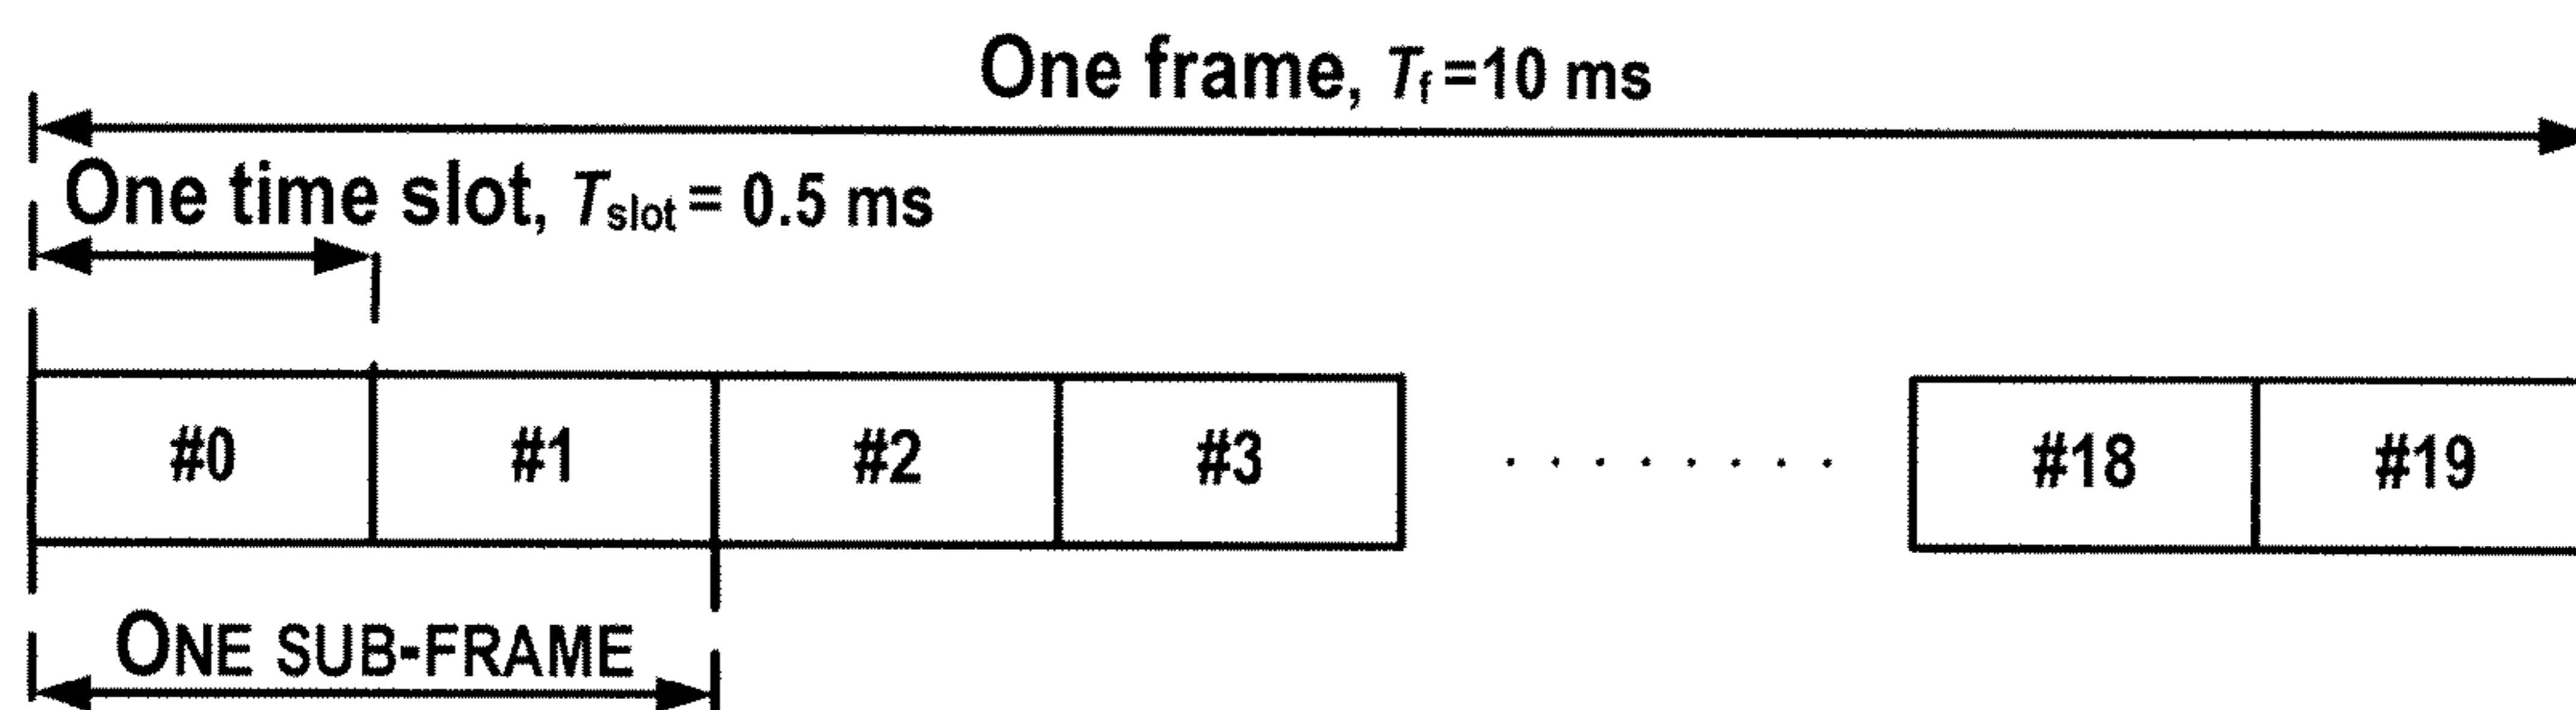 One frame, Tf =10 ms
One time slot, Tslot = 0.5 ms
#0 #1 #2 #3 ........ #18 #19
ONE SUB-FRAME